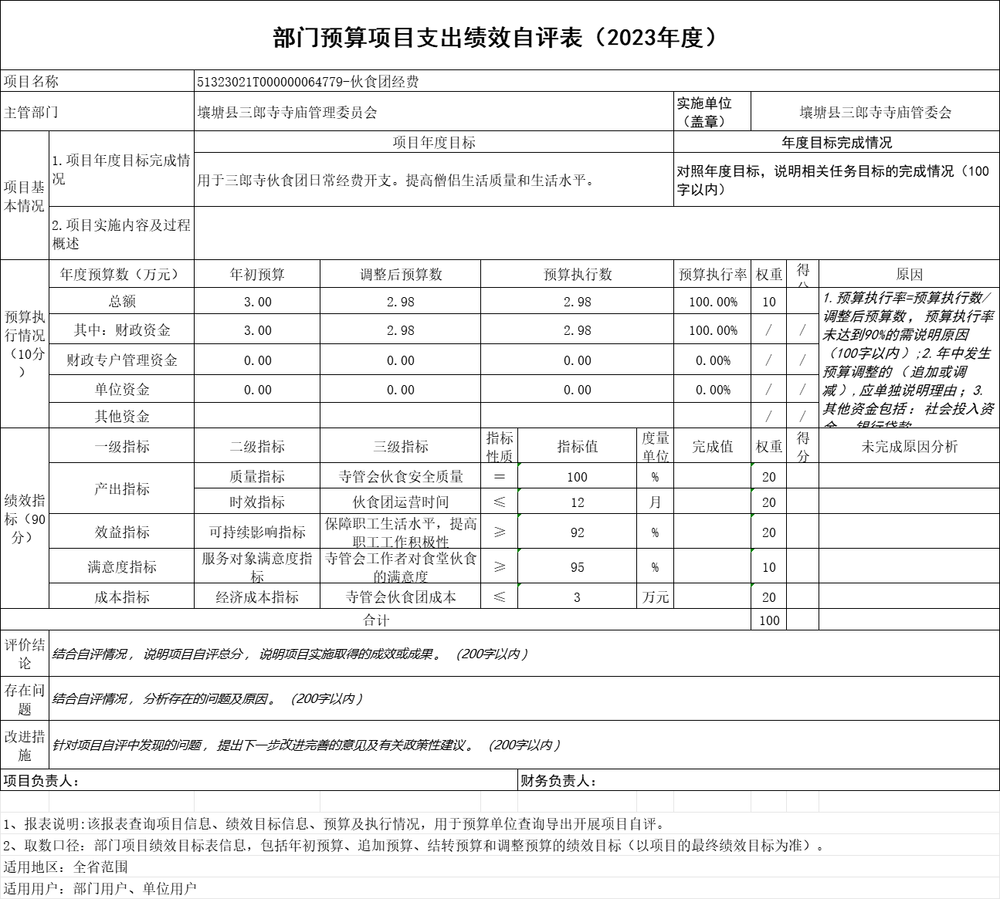 部门预算项目支出绩效自评表（2023年度）
项目名称 51323021T000000064779-伙食团经费
主管部门 壤塘县三郎寺寺庙管理委员会 实施单位（盖章） 壤塘县三郎寺寺庙管委会
项目基本情况 1.项目年度目标完成情况 项目年度目标 年度目标完成情况
用于三郎寺伙食团日常经费开支。提高僧侣生活质量和生活水平。 对照年度目标，说明相关任务目标的完成情况（100字以内）
2.项目实施内容及过程概述
预算执行情况（10分） 年度预算数（万元） 年初预算 调整后预算数 预算执行数 预算执行率 权重 得分 原因
总额 3.00 2.98 2.98 100.00% 10
其中：财政资金 3.00 2.98 2.98 100.00% / /
财政专户管理资金 0.00 0.00 0.00 0.00% / /
单位资金 0.00 0.00 0.00 0.00% / /
其他资金 / /
1.预算执行率=预算执行数/
调整后预算数，预算执行率
未达到90%的需说明原因
（100字以内）;2.年中发生
预算调整的（追加或调
减）,应单独说明理由；3.
其他资金包括：社会投入资
金、银行贷款
绩效指标（90分） 一级指标 二级指标 三级指标 指标性质 指标值 度量单位 完成值 权重 得分 未完成原因分析
产出指标 质量指标 寺管会伙食安全质量 ＝ 100 % 20
时效指标 伙食团运营时间 ≤ 12 月 20
效益指标 可持续影响指标 保障职工生活水平，提高职工工作积极性 ≥ 92 % 20
满意度指标 服务对象满意度指标 寺管会工作者对食堂伙食的满意度 ≥ 95 % 10
成本指标 经济成本指标 寺管会伙食团成本 ≤ 3 万元 20
合计 100
评价结论 结合自评情况，说明项目自评总分，说明项目实施取得的成效或成果。（200字以内）
存在问题 结合自评情况，分析存在的问题及原因。（200字以内）
改进措施 针对项目自评中发现的问题，提出下一步改进完善的意见及有关政策性建议。（200字以内）
项目负责人： 财务负责人：
1、报表说明:该报表查询项目信息、绩效目标信息、预算及执行情况，用于预算单位查询导出开展项目自评。
2、取数口径：部门项目绩效目标表信息，包括年初预算、追加预算、结转预算和调整预算的绩效目标（以项目的最终绩效目标为准）。
适用地区：全省范围
适用用户：部门用户、单位用户